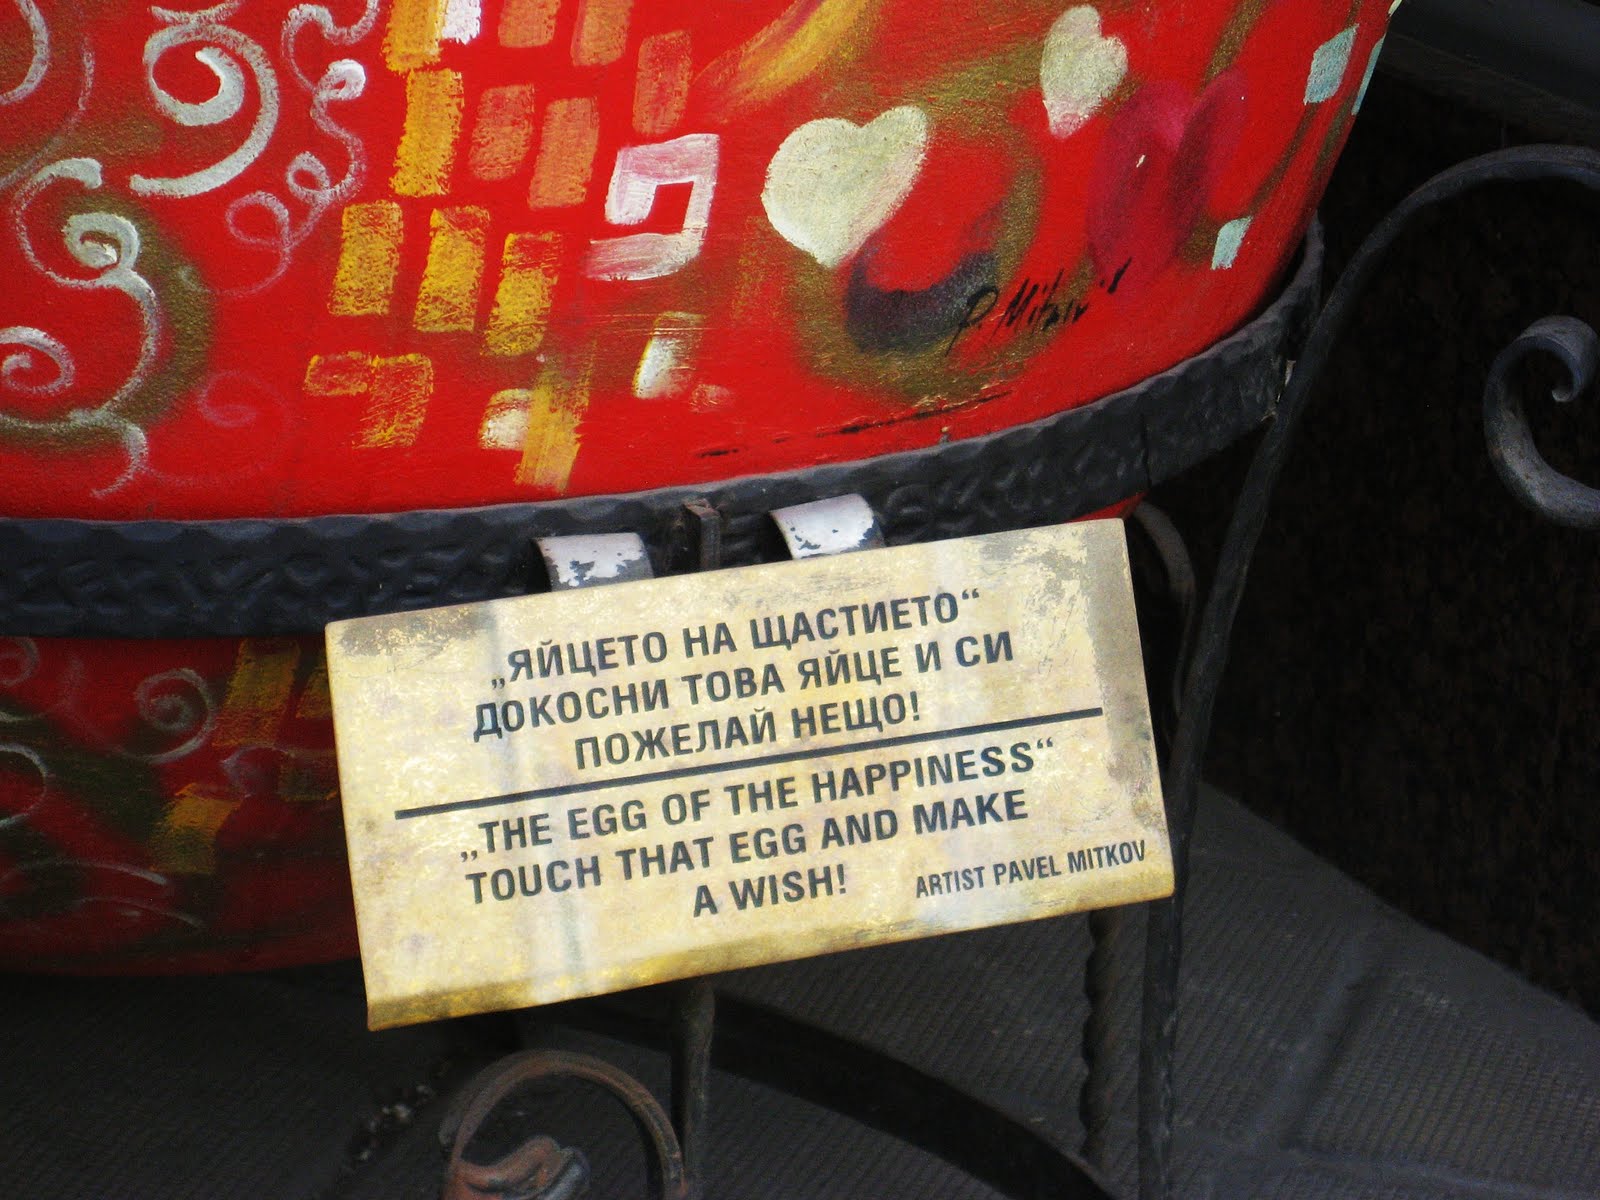 P. Mitkov
„ЯЙЦЕТО НА ЩАСТИЕТО“
ДОКОСНИ ТОВА ЯЙЦЕ И СИ
ПОЖЕЛАЙ НЕЩО!
„THE EGG OF THE HAPPINESS“
TOUCH THAT EGG AND MAKE
A WISH!
ARTIST PAVEL MITKOV